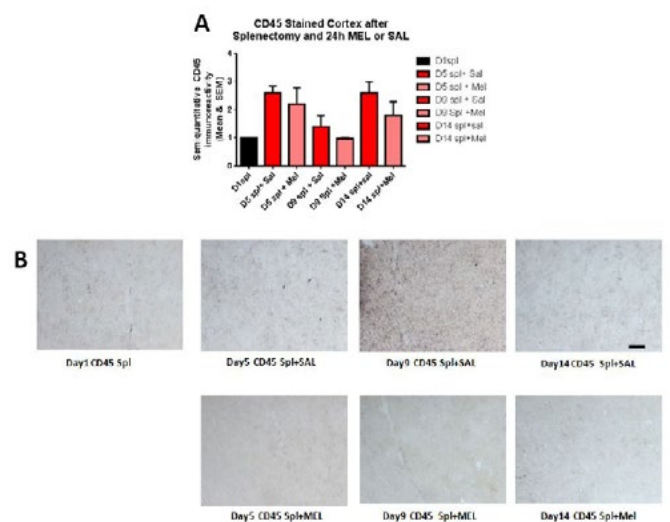 A
CD45 Stained Cortex after
Splenectomy and 24h MEL or SAL
Sem quantitative CD45
immunoreactivity
(Mean & SEM)
4
3
2
1
0
D1spl
D5 spl+ Sal
D5 spl + Mel
D9 spl + Sal
D9 Spl +Mel
D14 spl+sal
D14 spl+Mel
D1spl
D5 spl+ Sal
D5 spl + Mel
D9 spl + Sal
D9 Spl +Mel
D14 spl+sal
D14 spl+Mel
B
Day1 CD45 Spl
Day5 CD45 Spl+SAL
Day9 CD45 Spl+SAL
Day14 CD45 Spl+SAL
Day5 CD45 Spl+MEL
Day9 CD45 Spl+MEL
Day14 CD45 Spl+Mel